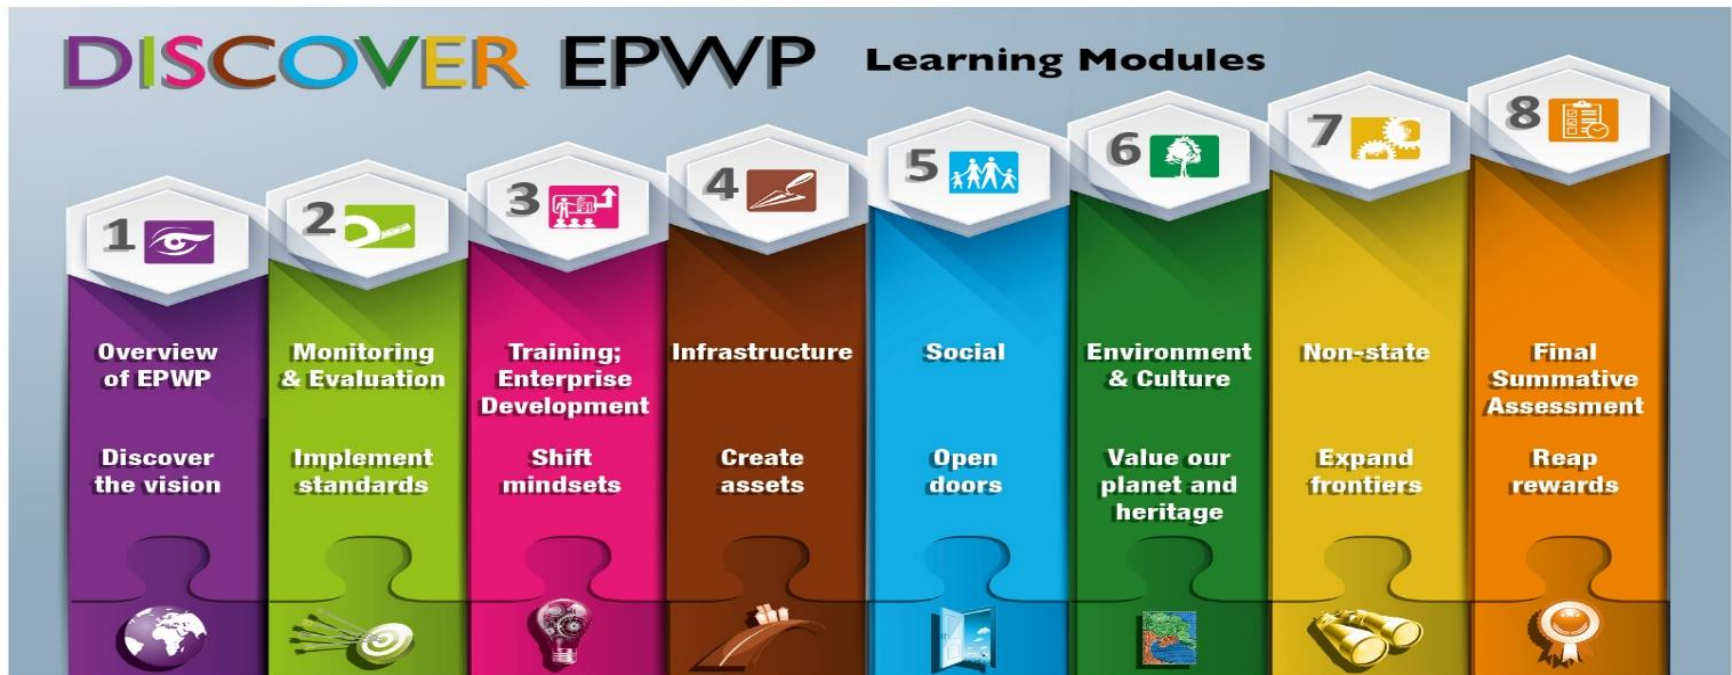 DISCOVER EPWP Learning Modules
1
2
3
4
5
6
7
8
Overview
of EPWP
Discover
the vision
Monitoring
& Evaluation
Implement
standards
Training;
Enterprise
Development
Shift
mindsets
Infrastructure
Create
assets
Social
Open
doors
Environment
& Culture
Value our
planet and
heritage
Non-state
Expand
frontiers
Final
Summative
Assessment
Reap
rewards